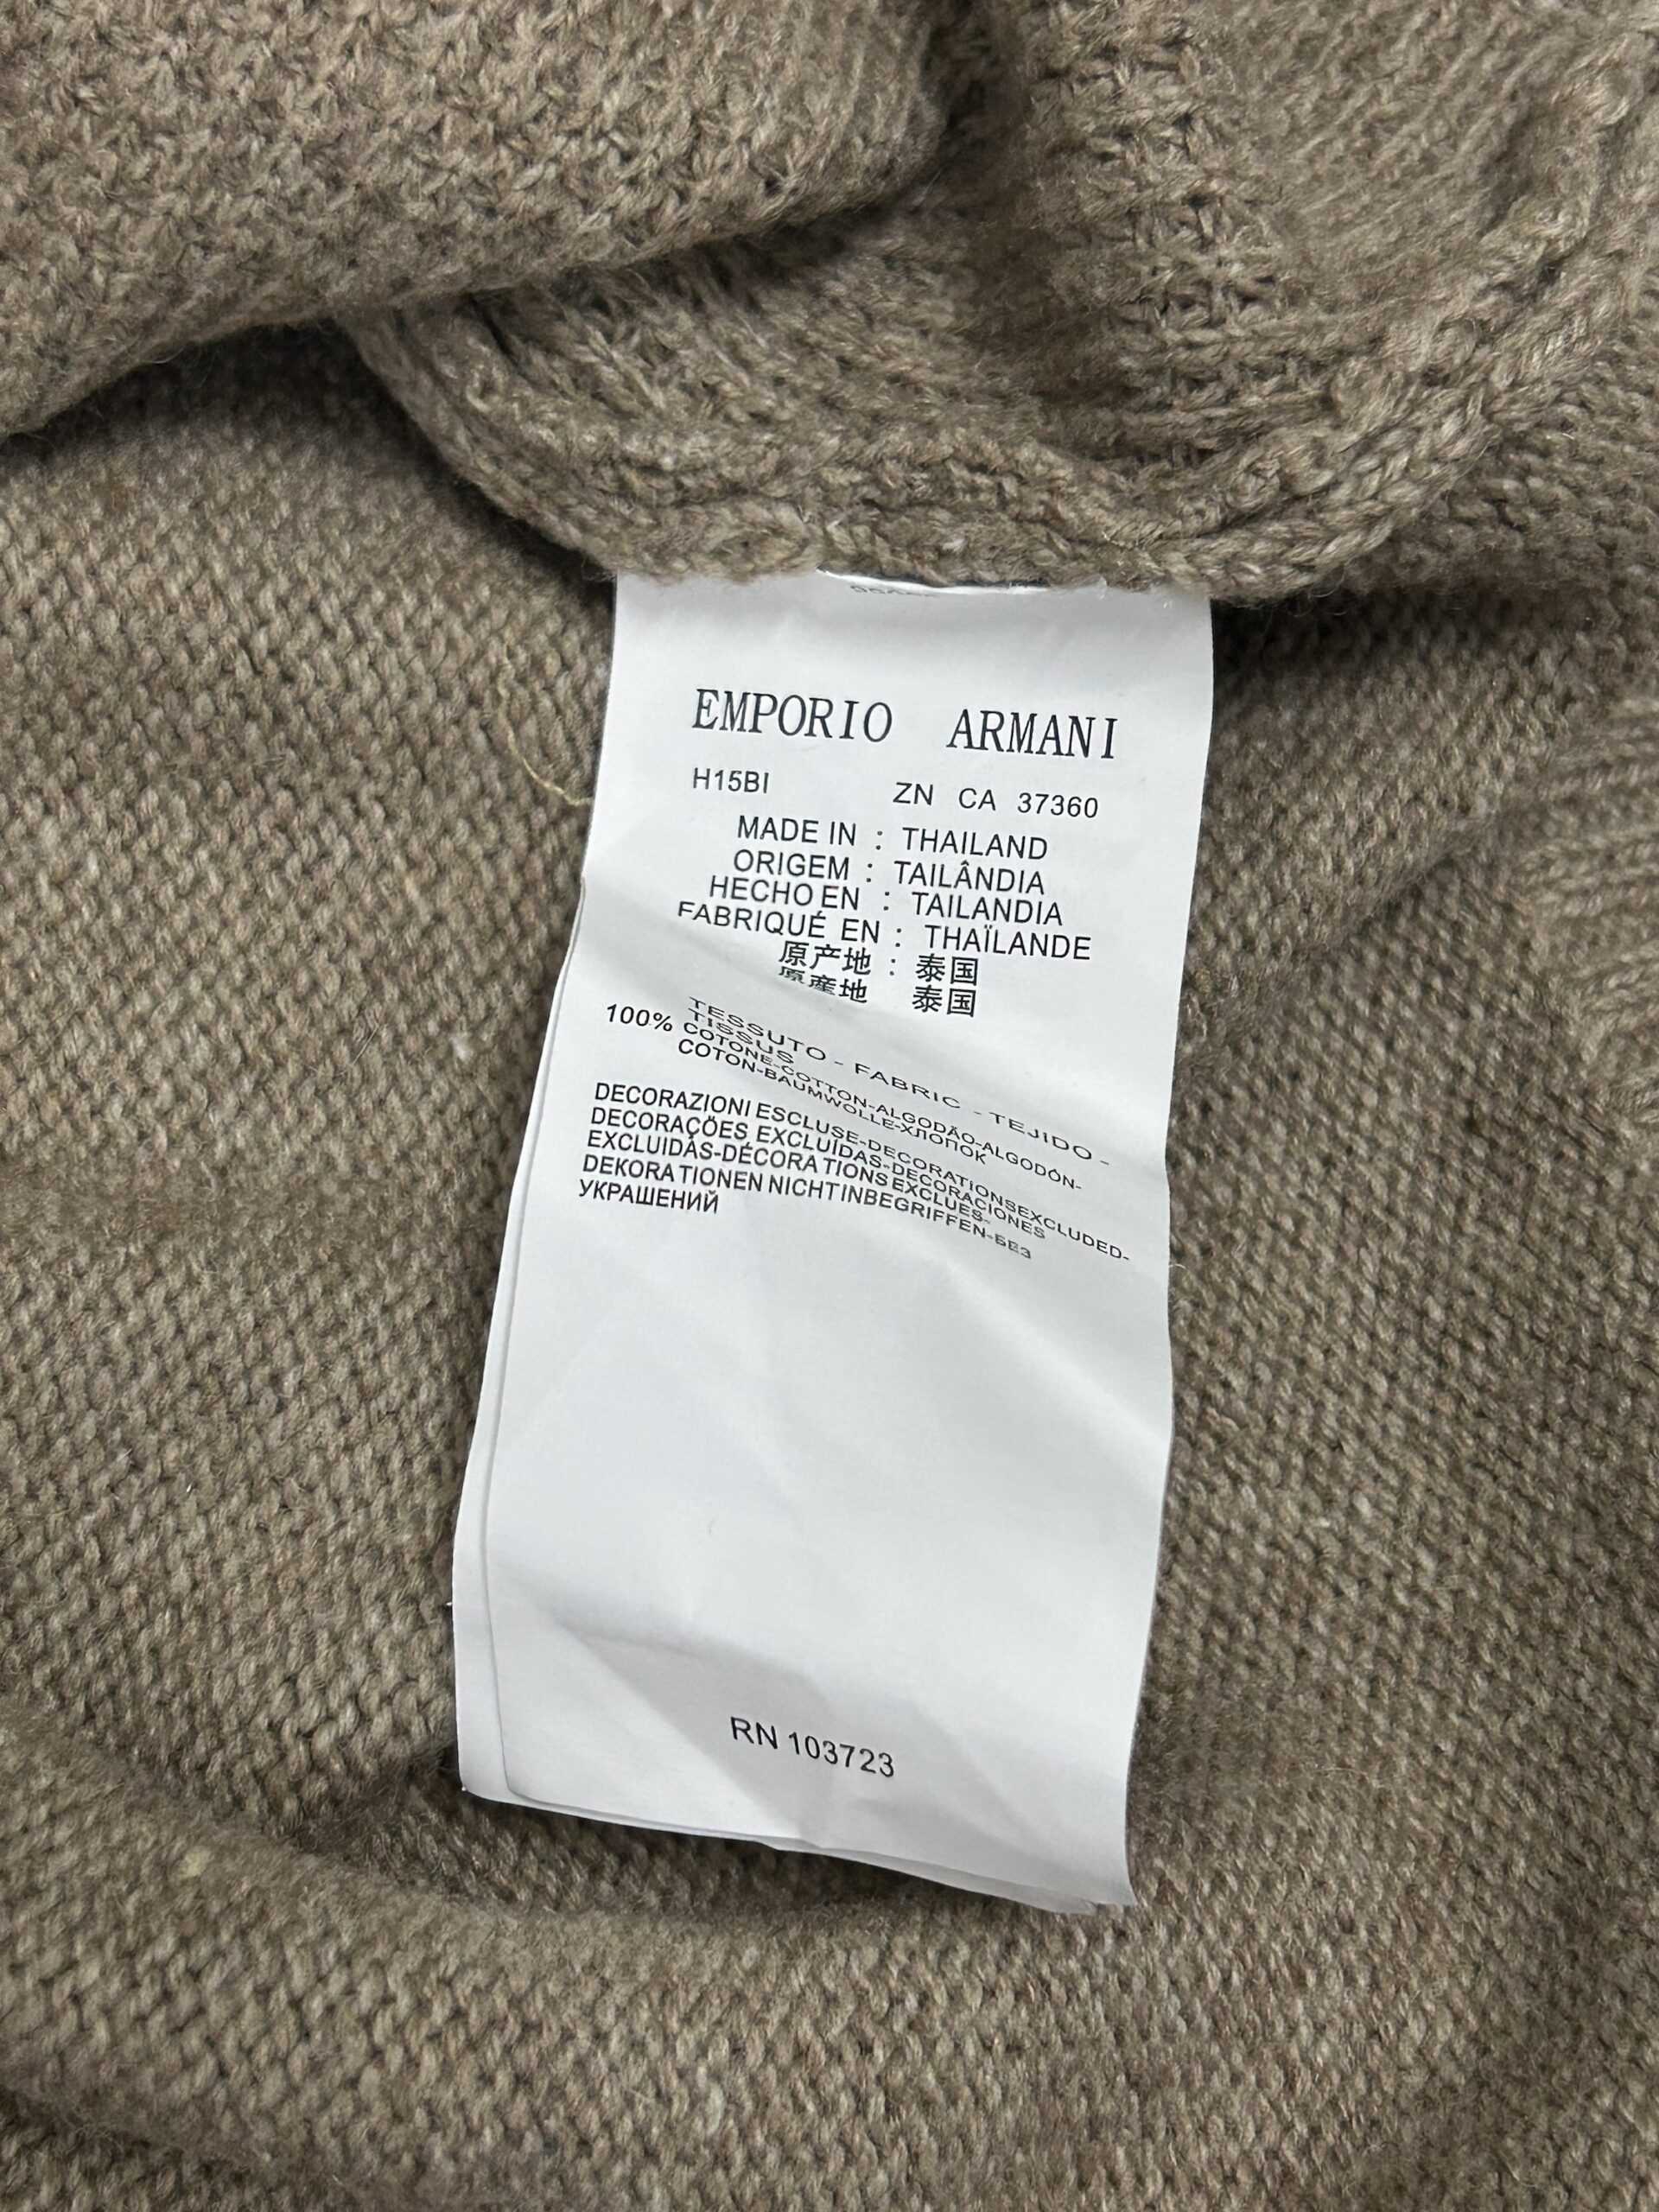 EMPORIO ARMANI
H15BI ZN CA 37360
MADE IN : THAILAND
ORIGEM : TAILÂNDIA
HECHO EN : TAILANDIA
FABRIQUÉ EN : THAÏLANDE
原产地 : 泰国
原產地 泰国
TESSUTO - FABRIC - TEJIDO -
TISSUS
100% COTONE-COTTON-ALGODÃO-ALGODÓN-
COTON-BAUMWOLLE-ХЛОПОК
DECORAZIONI ESCLUSE-DECORATIONSEXCLUDED-
DECORAÇÕES EXCLUÍDAS-DECORACIONES
EXCLUIDAS-DÉCORATIONS EXCLUES-
DEKORATIONEN NICHT INBEGRIFFEN-БЕЗ
УКРАШЕНИЙ
RN 103723